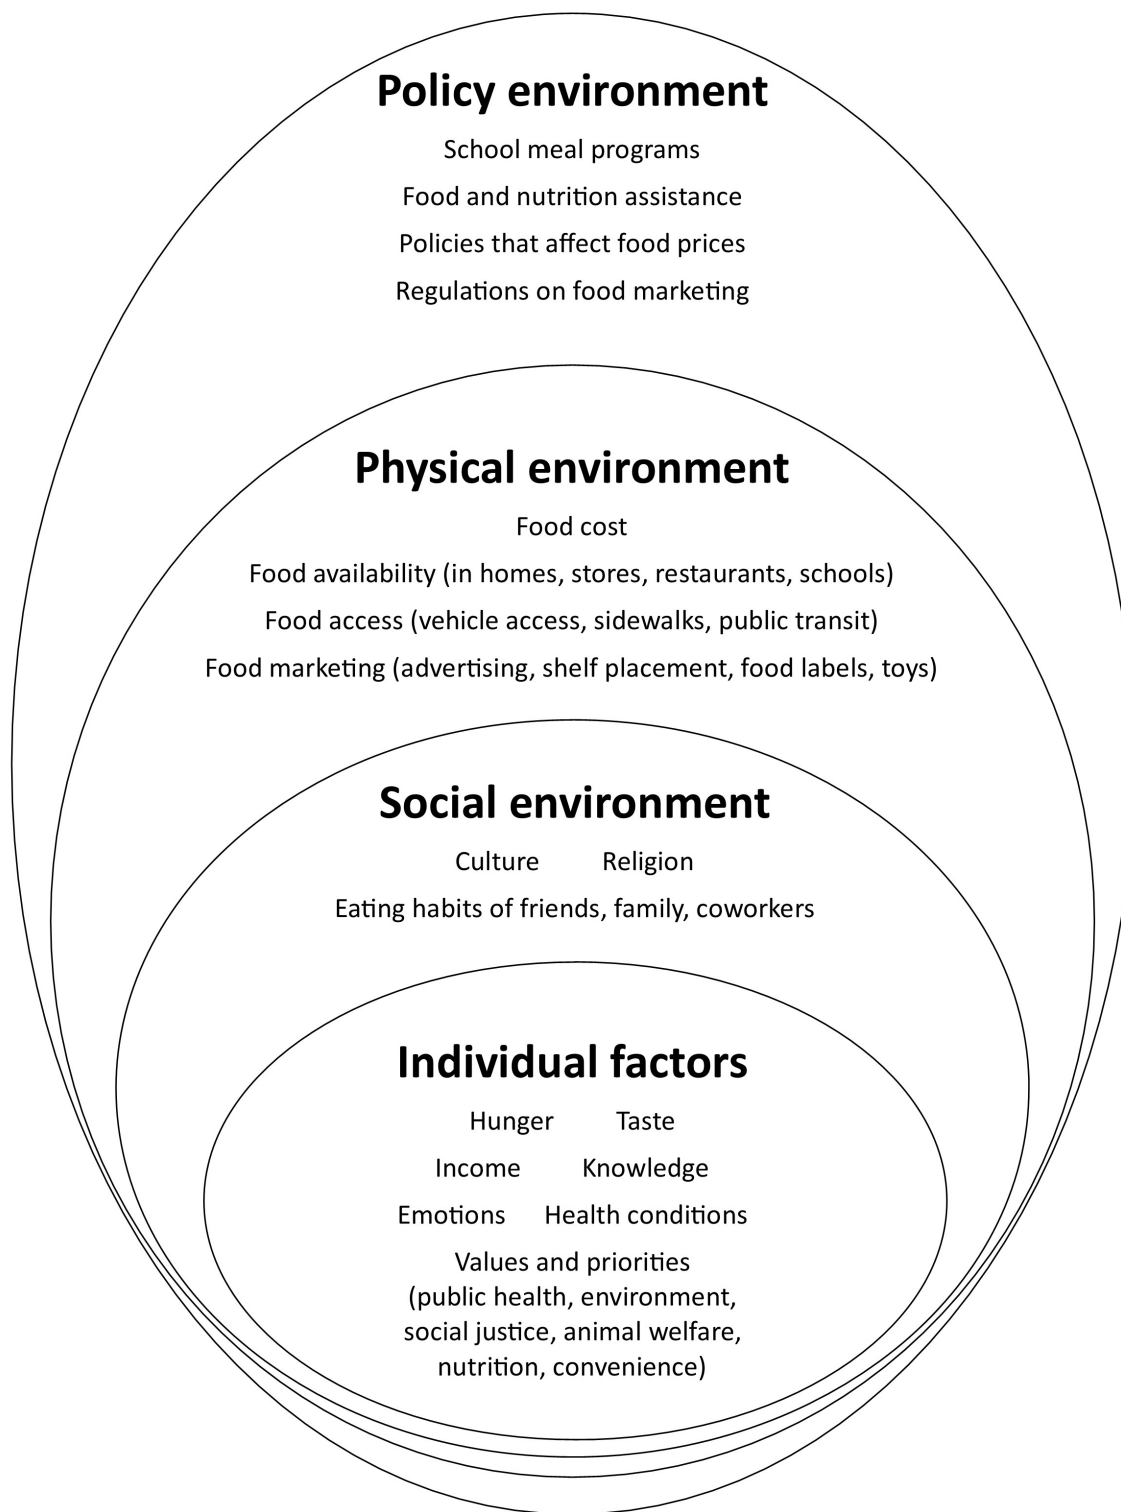 Policy environment
School meal programs
Food and nutrition assistance
Policies that affect food prices
Regulations on food marketing
Physical environment
Food cost
Food availability (in homes, stores, restaurants, schools)
Food access (vehicle access, sidewalks, public transit)
Food marketing (advertising, shelf placement, food labels, toys)
Social environment
Culture Religion
Eating habits of friends, family, coworkers
Individual factors
Hunger Taste
Income Knowledge
Emotions Health conditions
Values and priorities
(public health, environment,
social justice, animal welfare,
nutrition, convenience)